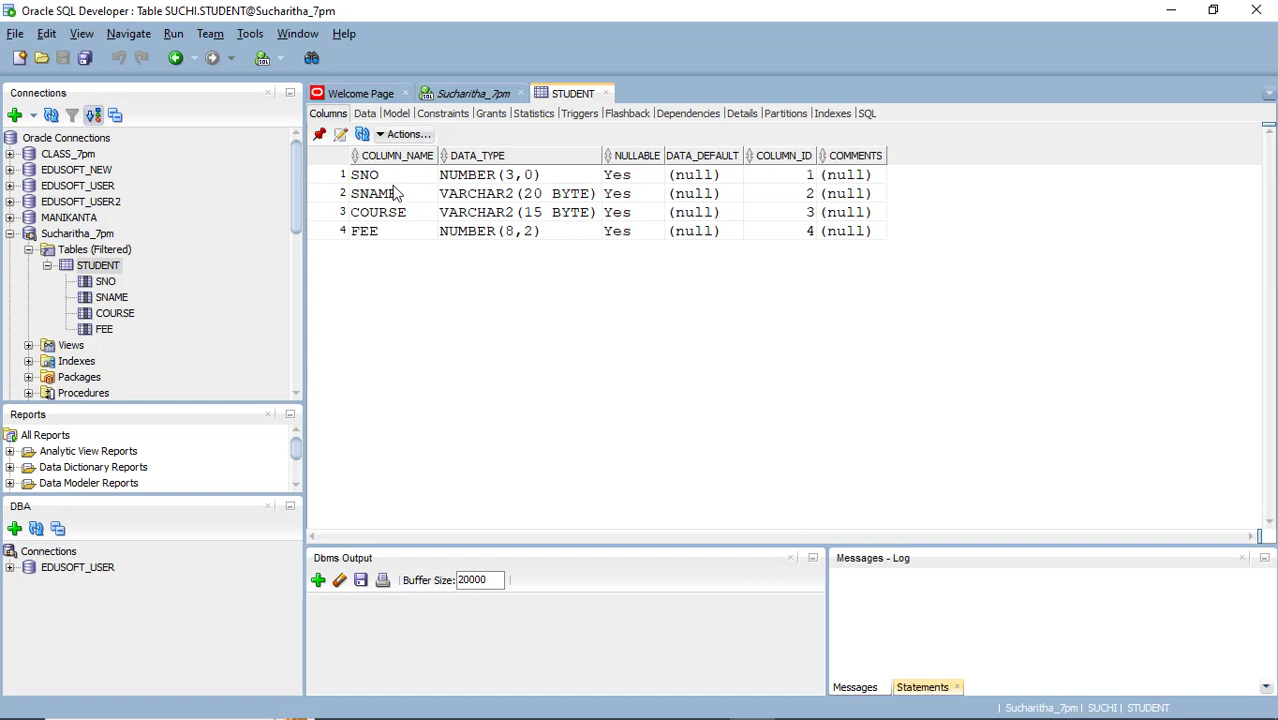 Oracle SQL Developer: Table SUCHI.STUDENT@Sucharitha_7pm
File Edit View Navigate Run Team Tools Window Help
Connections
Oracle Connections
CLASS_7pm
EDUSOFT_NEW
EDUSOFT_USER
EDUSOFT_USER2
MANIKANTA
Sucharitha_7pm
Tables (Filtered)
STUDENT
SNO
SNAME
COURSE
FEE
Views
Indexes
Packages
Procedures
Reports
All Reports
Analytic View Reports
Data Dictionary Reports
Data Modeler Reports
DBA
Connections
EDUSOFT_USER
Welcome Page Sucharitha_7pm STUDENT
Columns Data Model Constraints Grants Statistics Triggers Flashback Dependencies Details Partitions Indexes SQL
Actions...
COLUMN_NAME DATA_TYPE NULLABLE DATA_DEFAULT COLUMN_ID COMMENTS
1 SNO NUMBER(3,0) Yes (null) 1 (null)
2 SNAME VARCHAR2(20 BYTE) Yes (null) 2 (null)
3 COURSE VARCHAR2(15 BYTE) Yes (null) 3 (null)
4 FEE NUMBER(8,2) Yes (null) 4 (null)
Dbms Output
Buffer Size: 20000
Messages - Log
Messages Statements
Sucharitha_7pm | SUCHI | STUDENT